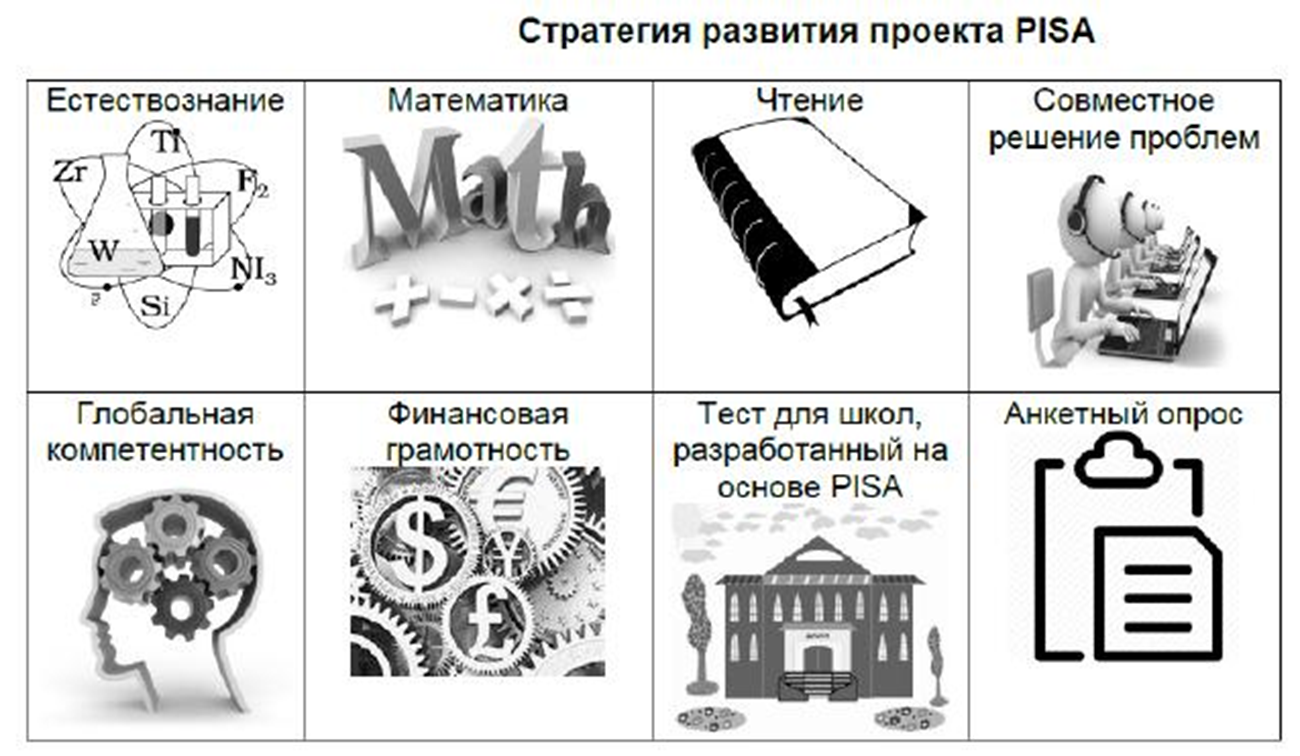 Стратегия развития проекта PISA
Естествознание
Ti
Zr
F2
W
NI3
Si
Математика
Math
+ - × ÷
Чтение
Совместное
решение проблем
Глобальная
компетентность
Финансовая
грамотность
$
€
¥
£
Тест для школ,
разработанный на
основе PISA
Анкетный опрос